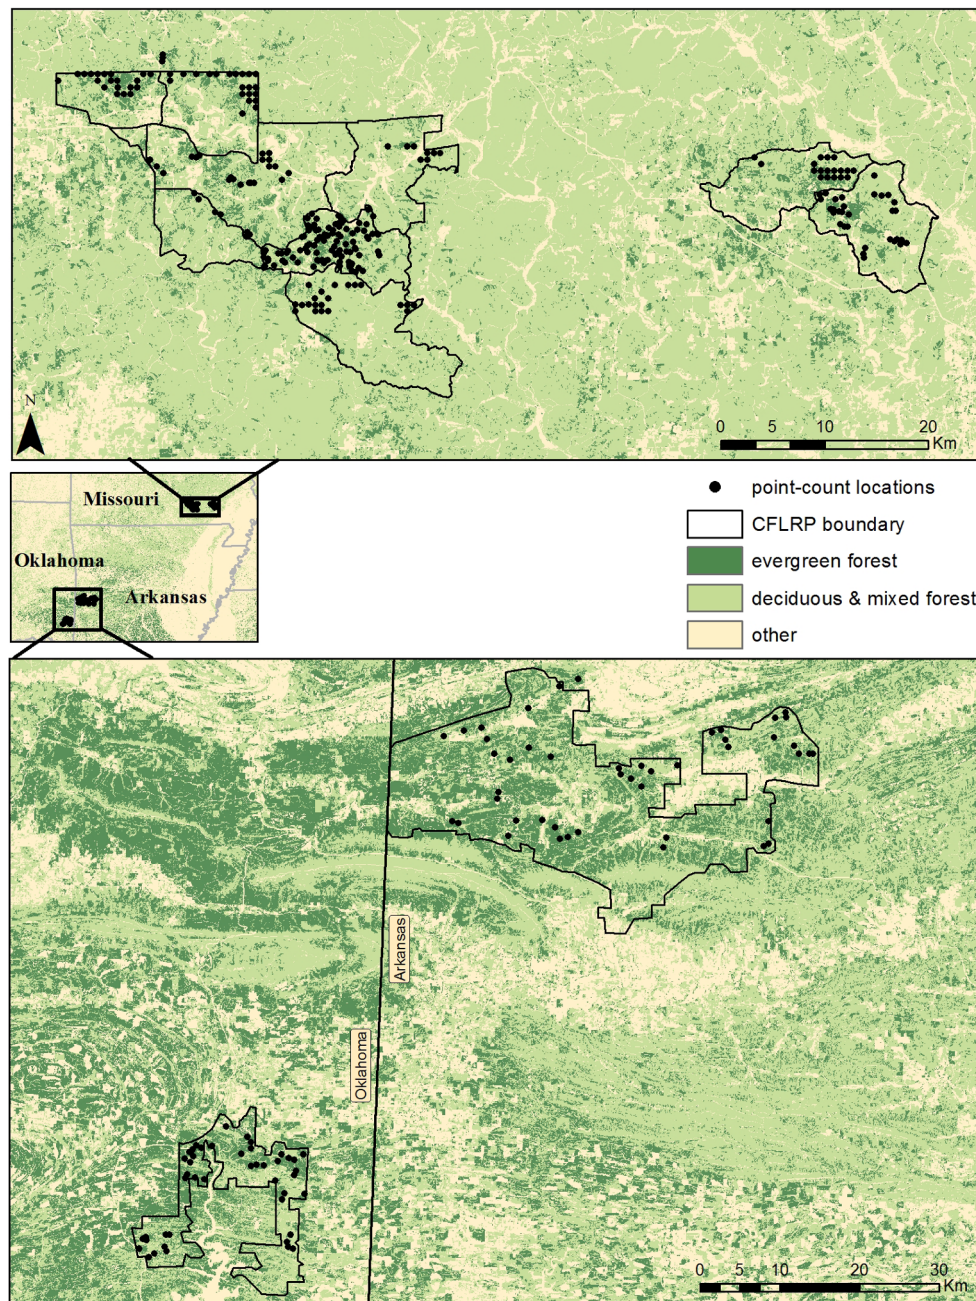 N
0 10 20
Km
Missouri
Oklahoma
Arkansas
point-count locations
CFLRP boundary
evergreen forest
deciduous & mixed forest
other
Arkansas
Oklahoma
0 5 10 20 30
Km